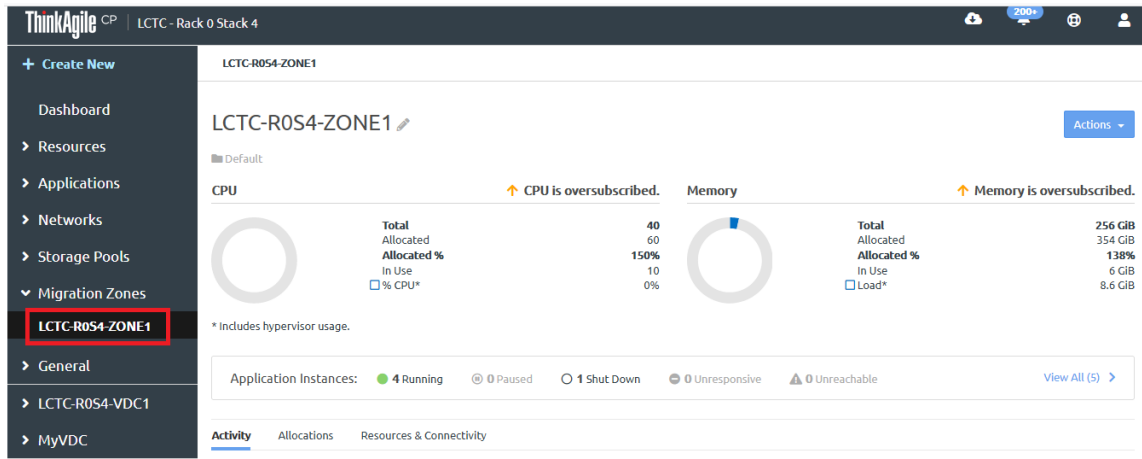 ThinkAgile CP | LCTC - Rack 0 Stack 4
200+
+ Create New
Dashboard
Resources
Applications
Networks
Storage Pools
Migration Zones
LCTC-R0S4-ZONE1
General
LCTC-R0S4-VDC1
MyVDC
LCTC-R0S4-ZONE1
LCTC-R0S4-ZONE1
Actions
Default
CPU CPU is oversubscribed.
Total 40
Allocated 60
Allocated % 150%
In Use 10
% CPU* 0%
Memory Memory is oversubscribed.
Total 256 GiB
Allocated 354 GiB
Allocated % 138%
In Use 6 GiB
Load* 8.6 GiB
* Includes hypervisor usage.
Application Instances: 4 Running 0 Paused 1 Shut Down 0 Unresponsive 0 Unreachable View All (5)
Activity Allocations Resources & Connectivity